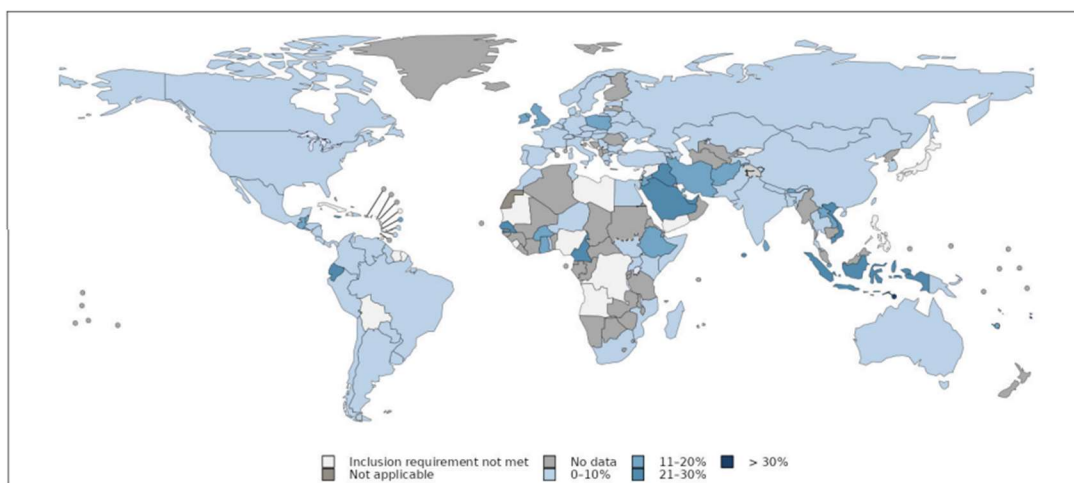 Inclusion requirement not met No data 11–20% > 30%
Not applicable 0–10% 21–30%